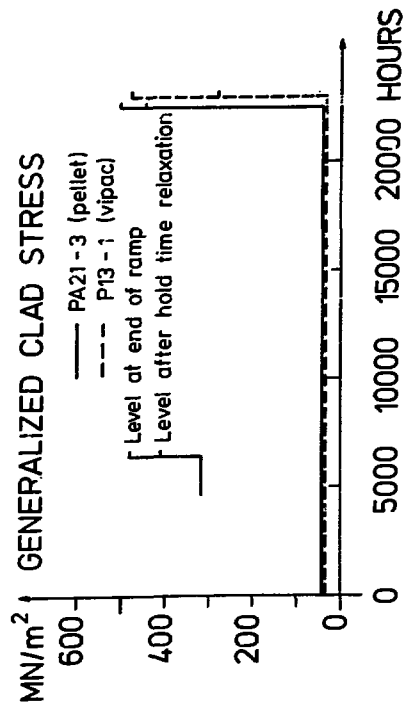 GENERALIZED CLAD STRESS
MN/m²
PA21-3 (pellet)
P13-1 (vipac)
Level at end of ramp
Level after hold time relaxation
600
400
200
0
0 5000 10000 15000 20000 HOURS